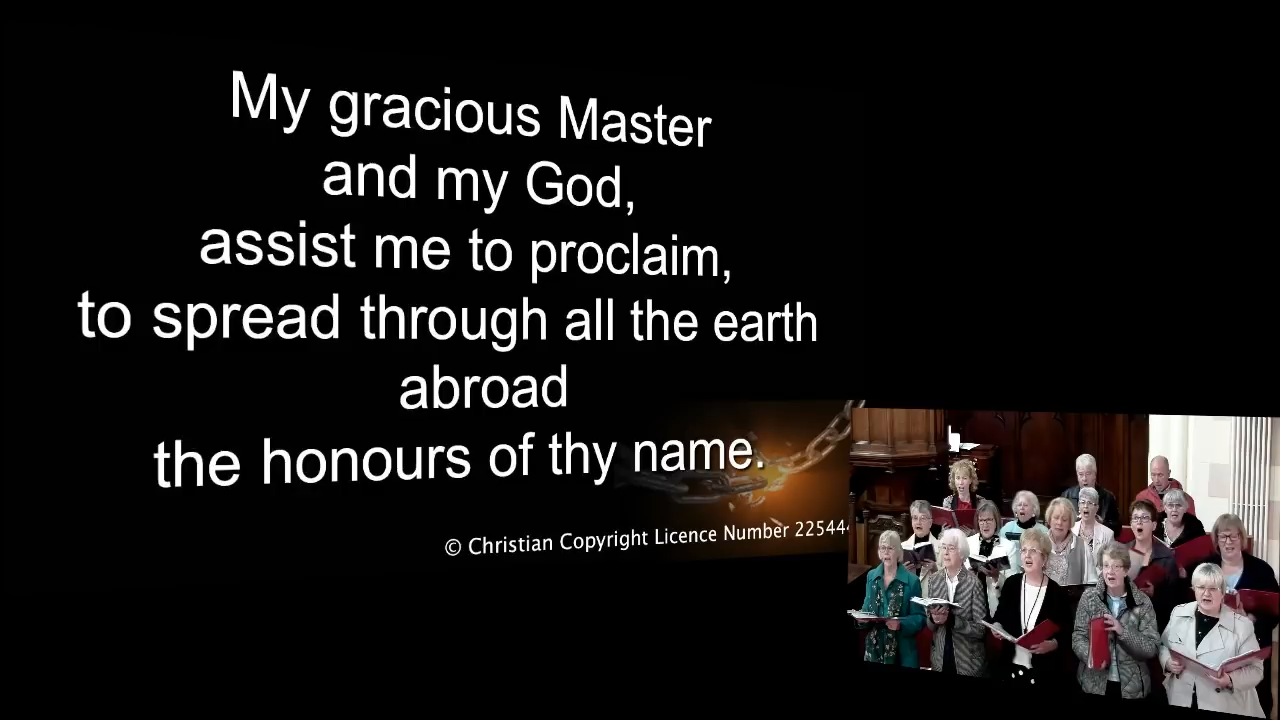 My gracious Master
and my God,
assist me to proclaim,
to spread through all the earth
abroad
the honours of thy name.
© Christian Copyright Licence Number 225444